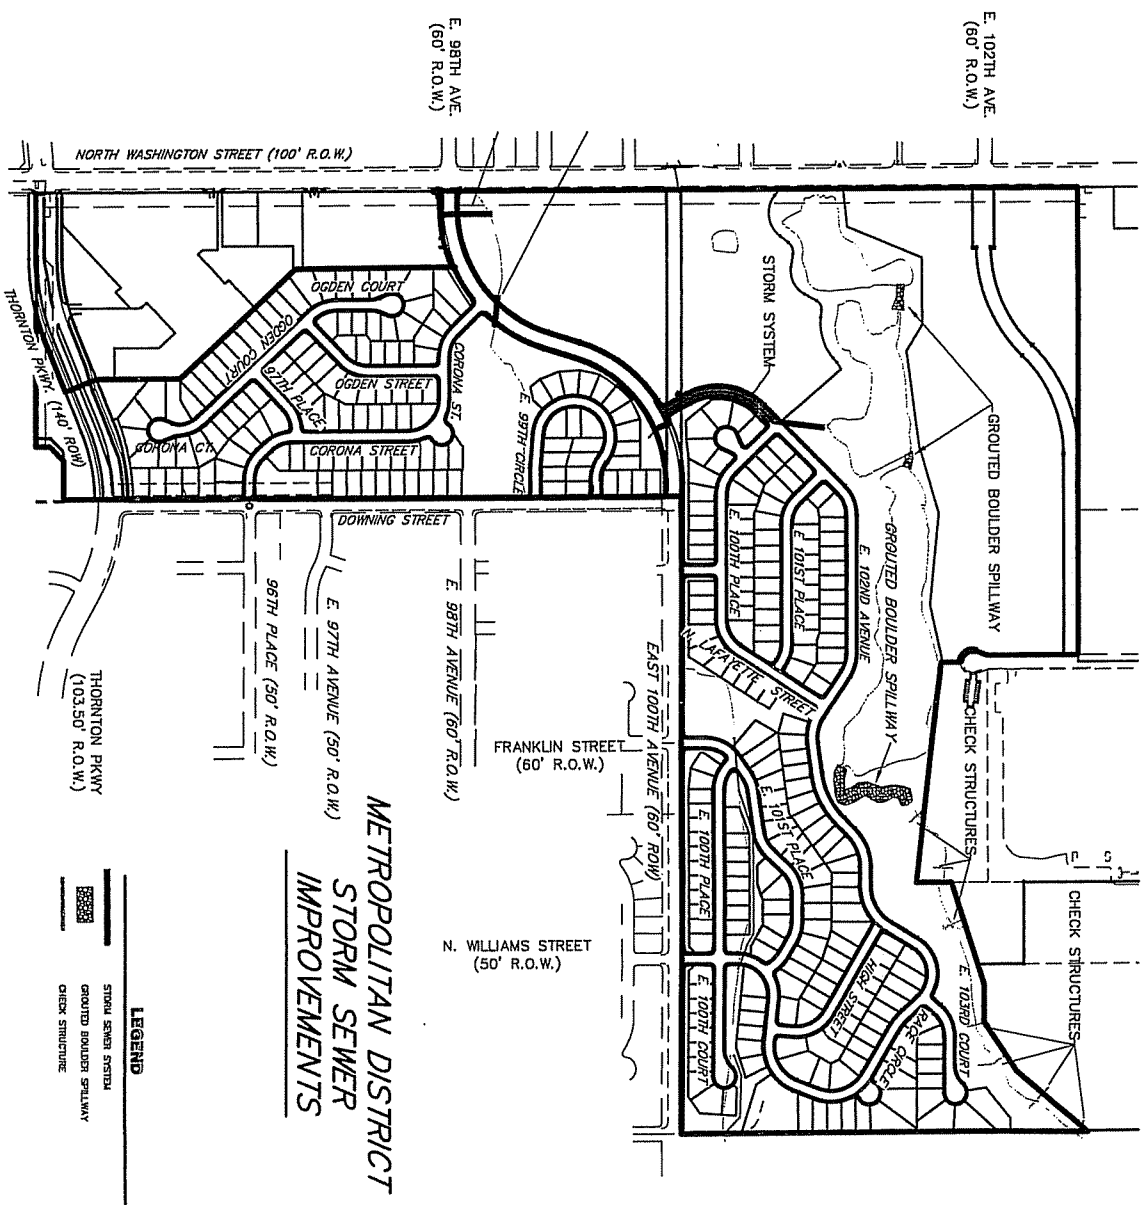 E. 98TH AVE.
(60' R.O.W.)
E. 102TH AVE.
(60' R.O.W.)
NORTH WASHINGTON STREET (100' R.O.W.)
THORNTON PKWY. (140' ROW)
OGDEN COURT
OGDEN COURT
97TH PLACE
OGDEN STREET
CORONA ST.
CORONA CT.
CORONA STREET
E. 99TH CIRCLE
STORM SYSTEM
GROUTED BOULDER SPILLWAY
GROUTED BOULDER SPILLWAY
DOWNING STREET
E. 100TH PLACE
E. 101ST PLACE
E. 102ND AVENUE
N. LAFAYETTE STREET
96TH PLACE (50' R.O.W.)
E. 97TH AVENUE (50' R.O.W.)
E. 98TH AVENUE (60' R.O.W.)
EAST 100TH AVENUE (60' ROW)
THORNTON PKWY
(103.50' R.O.W.)
FRANKLIN STREET
(60' R.O.W.)
CHECK STRUCTURES
CHECK STRUCTURES
E. 101ST PLACE
E. 100TH PLACE
N. WILLIAMS STREET
(50' R.O.W.)
HIGH STREET
E. 100TH COURT
RACE CIRCLE
E. 103RD COURT
METROPOLITAN DISTRICT
STORM SEWER
IMPROVEMENTS
LEGEND
STORM SEWER SYSTEM
GROUTED BOULDER SPILLWAY
CHECK STRUCTURE